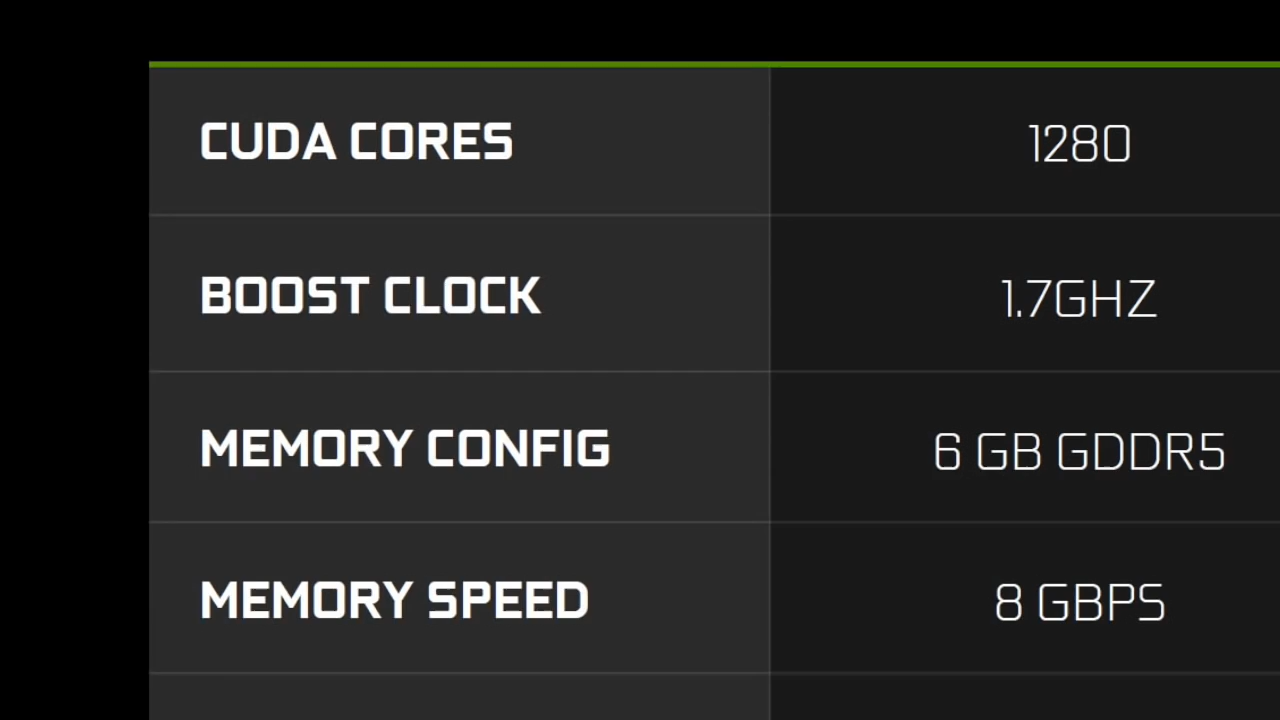 CUDA CORES 1280
BOOST CLOCK 1.7GHZ
MEMORY CONFIG 6 GB GDDR5
MEMORY SPEED 8 GBPS